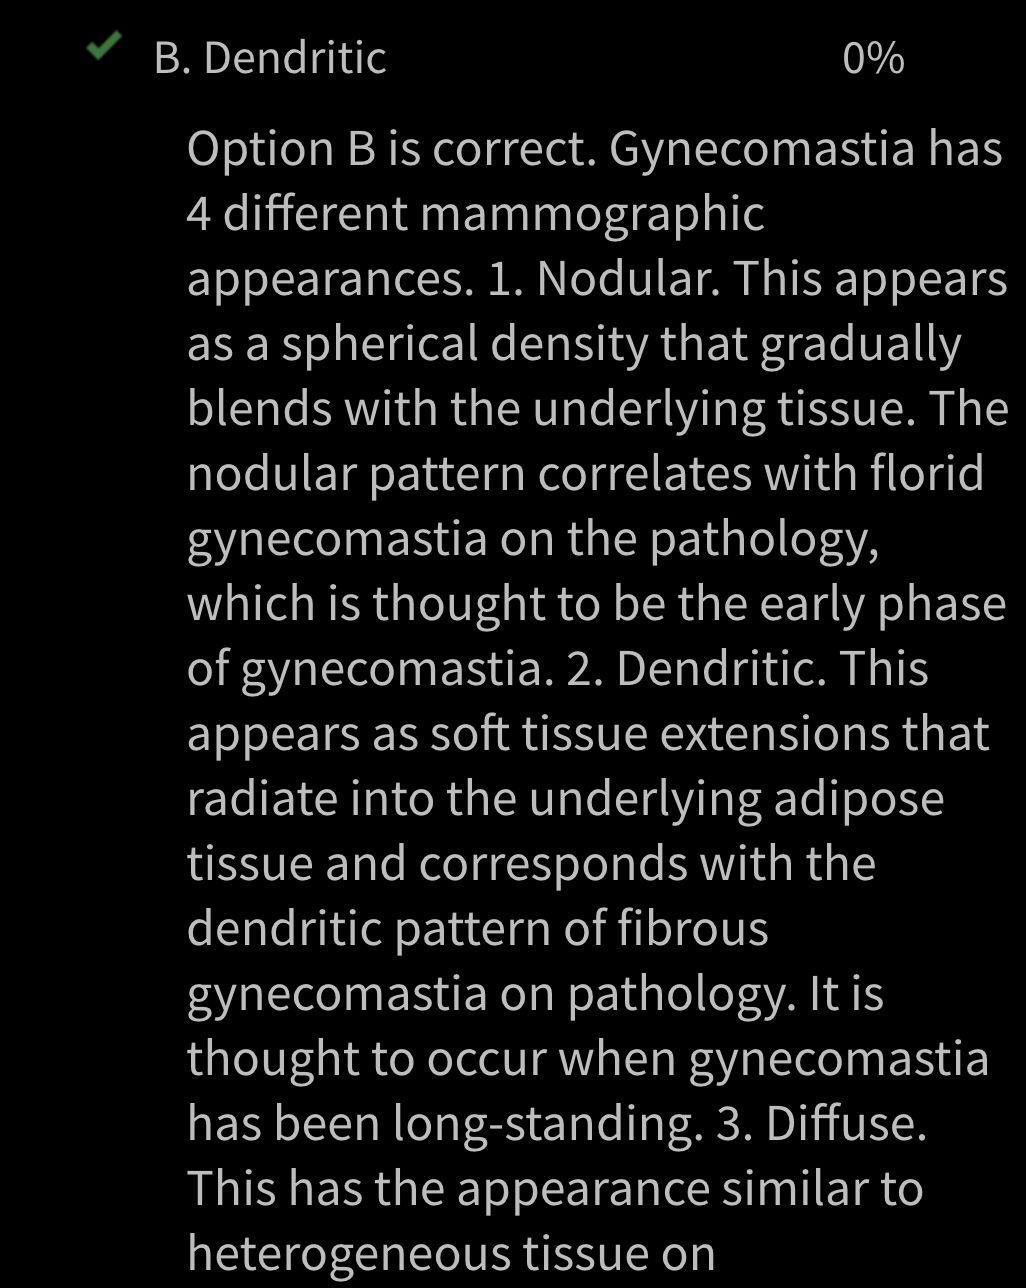 B. Dendritic 0%
Option B is correct. Gynecomastia has
4 different mammographic
appearances. 1. Nodular. This appears
as a spherical density that gradually
blends with the underlying tissue. The
nodular pattern correlates with florid
gynecomastia on the pathology,
which is thought to be the early phase
of gynecomastia. 2. Dendritic. This
appears as soft tissue extensions that
radiate into the underlying adipose
tissue and corresponds with the
dendritic pattern of fibrous
gynecomastia on pathology. It is
thought to occur when gynecomastia
has been long-standing. 3. Diffuse.
This has the appearance similar to
heterogeneous tissue on